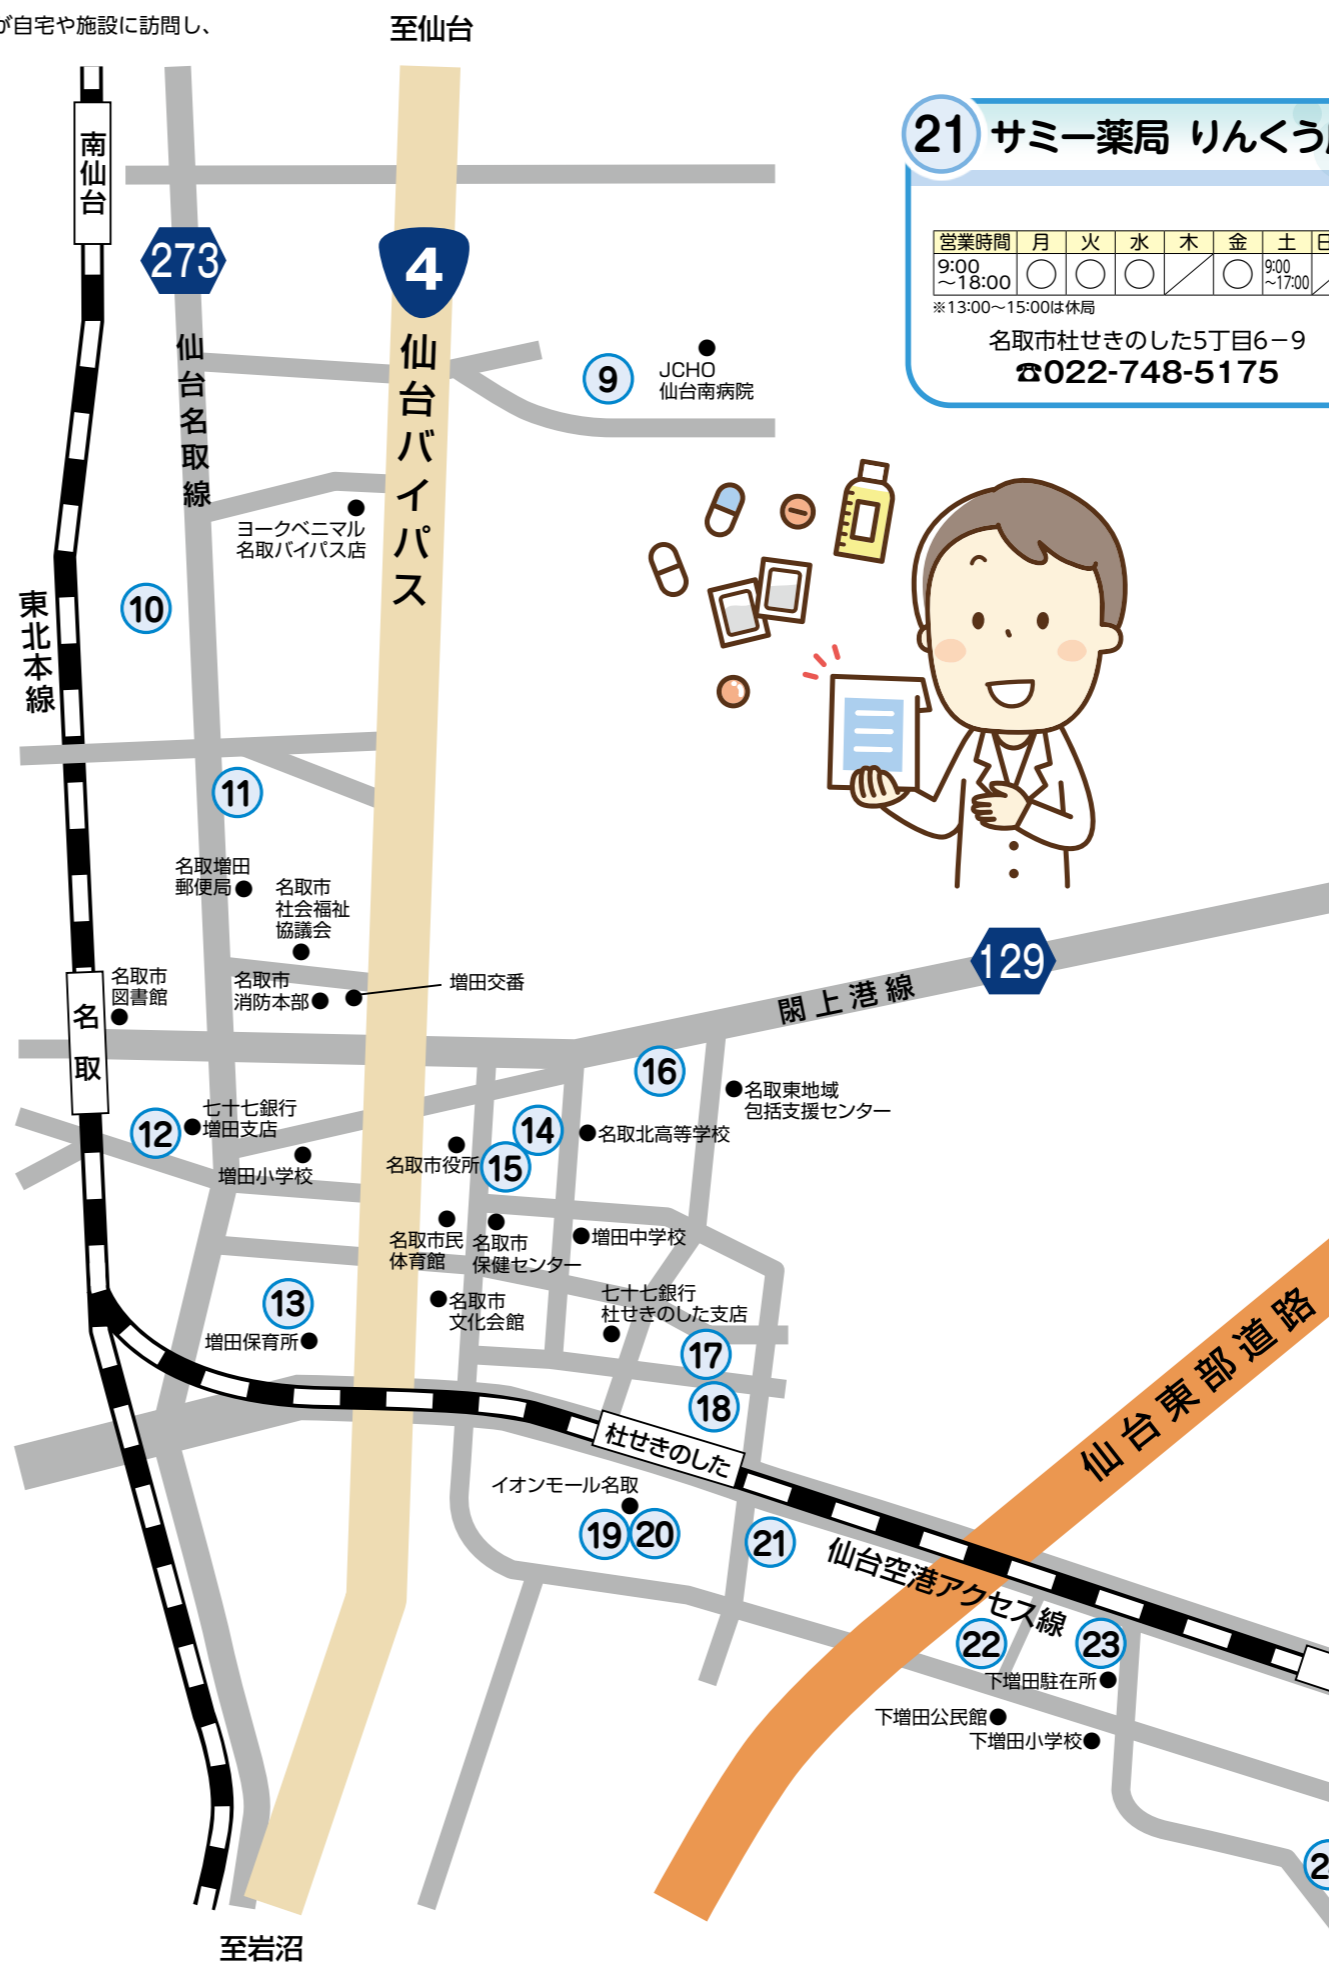 が自宅や施設に訪問し、
至仙台
21 サミー薬局 りんくう
営業時間 月 火 水 木 金 土 日
9:00～18:00 ○ ○ ○ ／ ○ 9:00～17:00 ／
※13:00～15:00は休局
名取市杜せきのした5丁目6－9
☎022-748-5175
南仙台
273
4
仙台名取線
仙台バイパス
9
JCHO
仙台南病院
ヨークベニマル
名取バイパス店
10
東北本線
11
名取増田
郵便局
名取市
社会福祉
協議会
名取市
図書館
名取市
消防本部
増田交番
129
閖上港線
名取
16
名取東地域
包括支援センター
12
七十七銀行
増田支店
14
名取北高等学校
増田小学校
名取市役所
15
名取市民
体育館
名取市
保健センター
増田中学校
13
増田保育所
名取市
文化会館
七十七銀行
杜せきのした支店
17
18
仙台東部道路
杜せきのした
イオンモール名取
19
20
21
仙台空港アクセス線
22
23
下増田駐在所
下増田公民館
下増田小学校
至岩沼